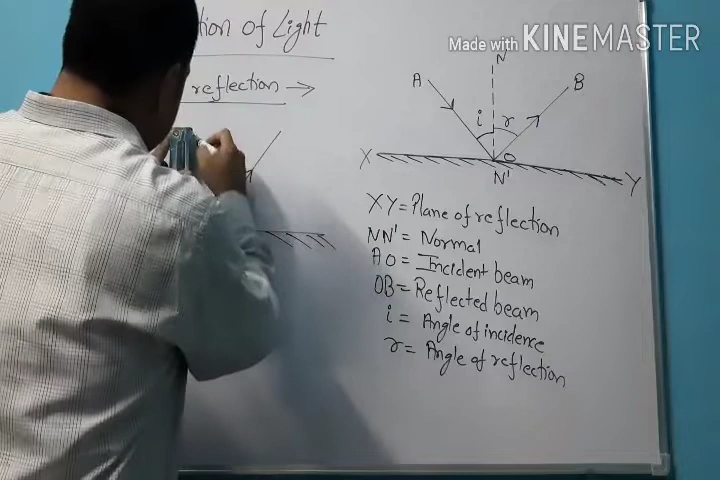 of Light
reflection →
Made with KINEMASTER
N
A
B
i
r
X
O
N'
Y
XY = Plane of reflection
NN' = Normal
AO = Incident beam
OB = Reflected beam
i = Angle of incidence
r = Angle of reflection